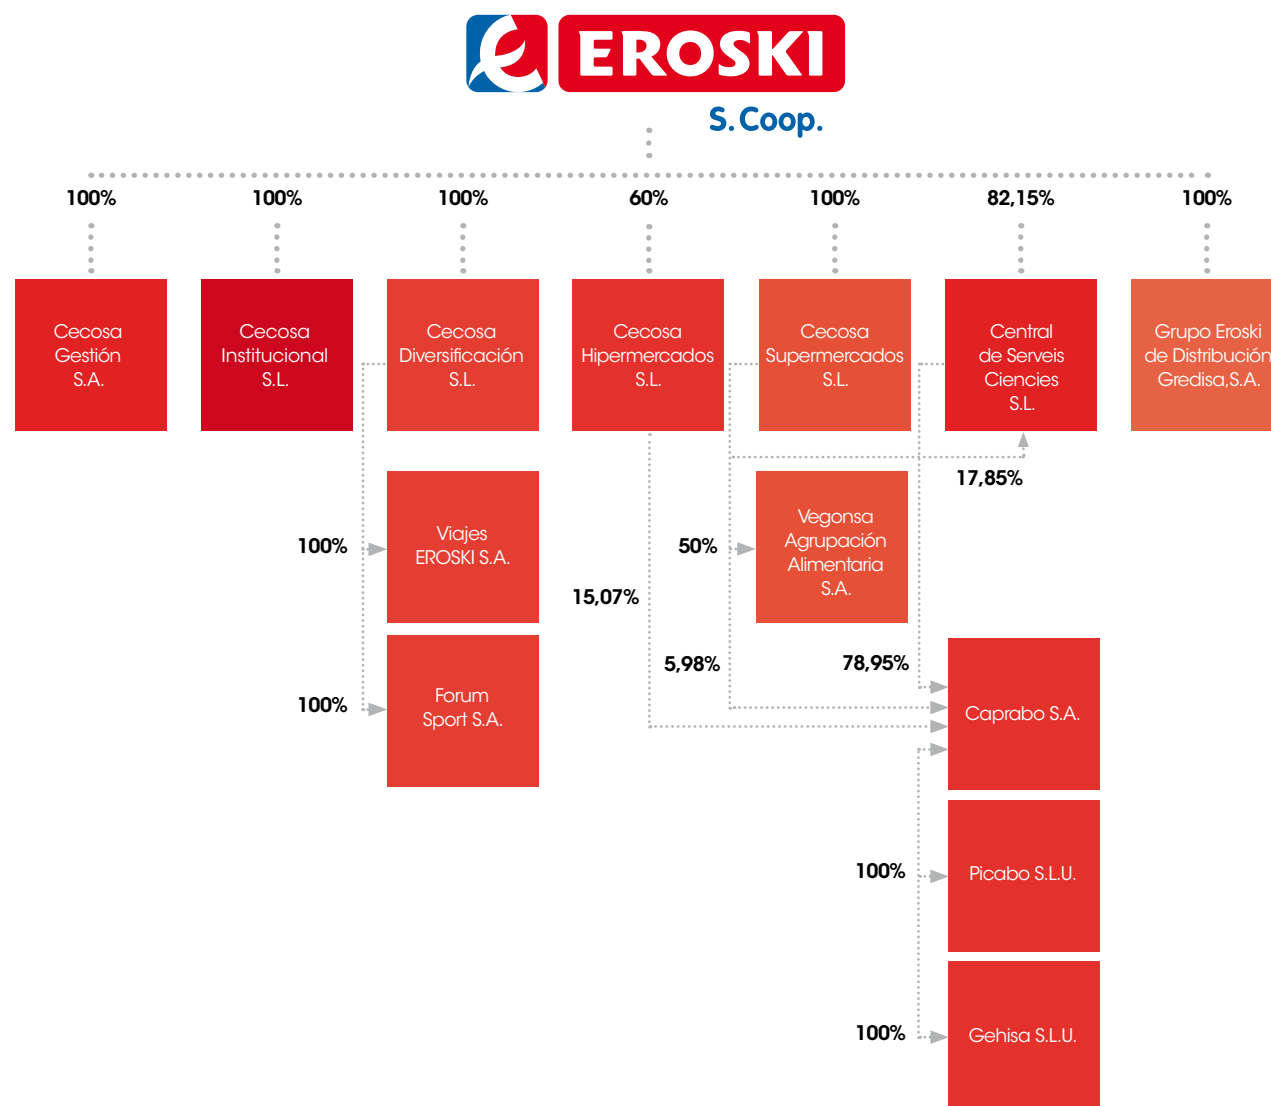 EROSKI
S. Coop.
100%
100%
100%
60%
100%
82,15%
100%
Cecosa
Gestión
S.A.
Cecosa
Institucional
S.L.
Cecosa
Diversificación
S.L.
Cecosa
Hipermercados
S.L.
Cecosa
Supermercados
S.L.
Central
de Serveis
Ciencies
S.L.
Grupo Eroski
de Distribución
Gredisa,S.A.
17,85%
100%
Viajes
EROSKI S.A.
50%
Vegonsa
Agrupación
Alimentaria
S.A.
15,07%
5,98%
78,95%
100%
Forum
Sport S.A.
Caprabo S.A.
100%
Picabo S.L.U.
100%
Gehisa S.L.U.